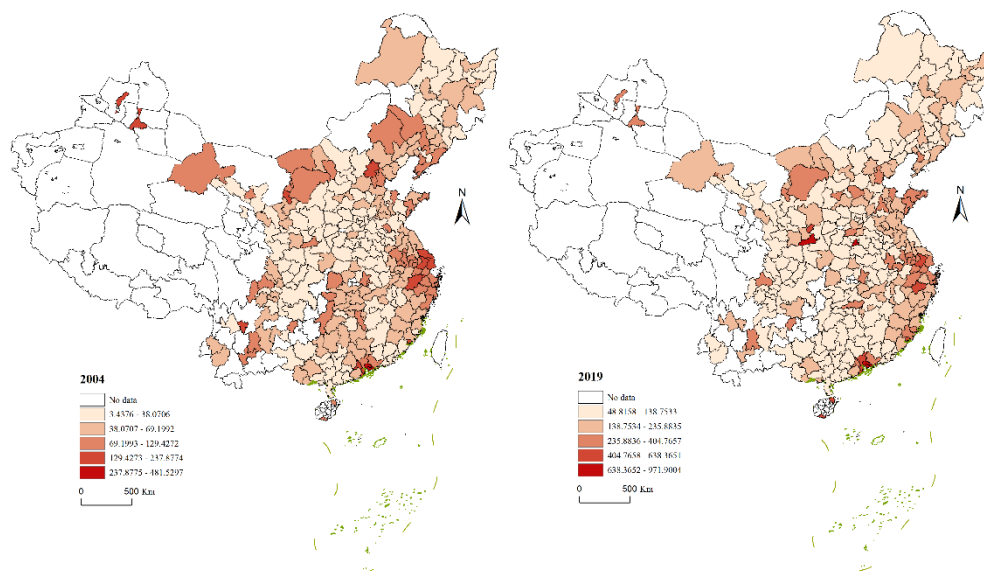 N
2004
No data
3.4376 - 38.0706
38.0707 - 69.1992
69.1993 - 129.4272
129.4273 - 237.8774
237.8775 - 481.5297
0 500 Km
N
2019
No data
48.8158 - 138.7533
138.7534 - 235.8835
235.8836 - 404.7657
404.7658 - 638.3651
638.3652 - 971.9004
0 500 Km